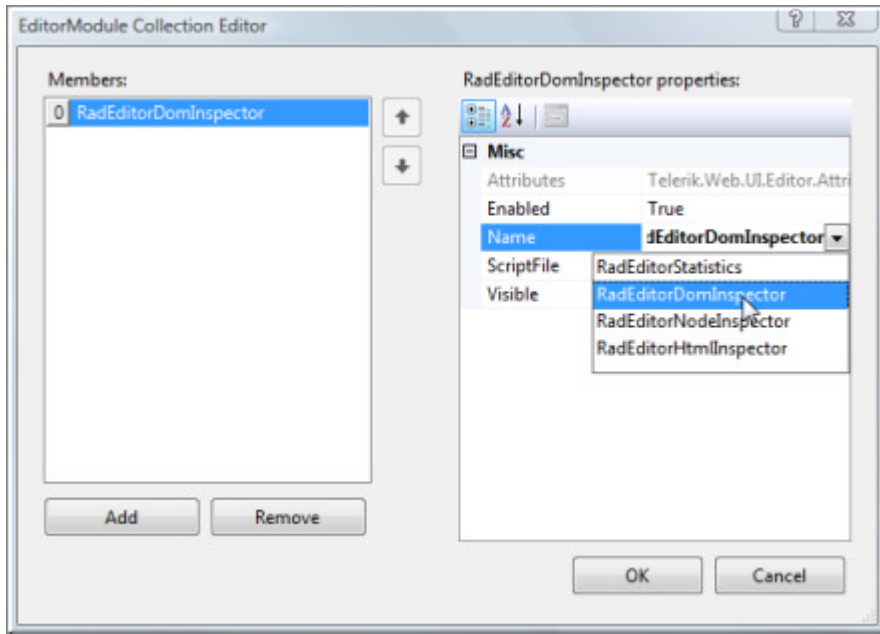 EditorModule Collection Editor
Members:
0 RadEditorDomInspector
Add Remove
RadEditorDomInspector properties:
Misc
Attributes Telerik.Web.UI.Editor.Attri
Enabled True
Name dEditorDomInspector
ScriptFile
Visible
RadEditorStatistics
RadEditorDomInspector
RadEditorNodeInspector
RadEditorHtmlInspector
OK Cancel